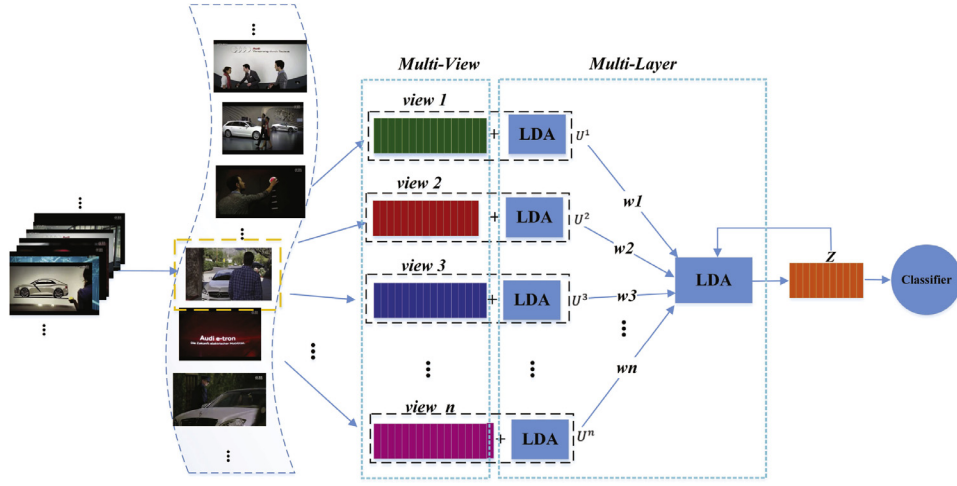 Multi-View
Multi-Layer
view 1
+
LDA
U¹
view 2
+
LDA
U²
view 3
+
LDA
U³
view n
+
LDA
Uⁿ
w1
w2
w3
wn
LDA
Z
Classifier
Audi
Audi e-tron